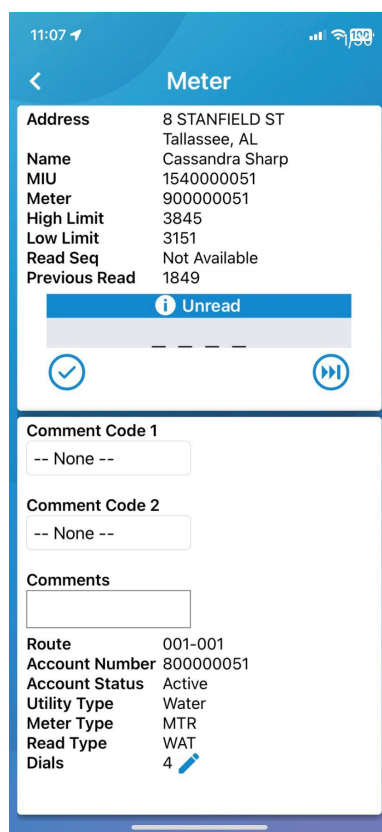 11:07
Meter
Address 8 STANFIELD ST
Tallassee, AL
Name Cassandra Sharp
MIU 1540000051
Meter 900000051
High Limit 3845
Low Limit 3151
Read Seq Not Available
Previous Read 1849
Unread
_ _ _ _
Comment Code 1
-- None --
Comment Code 2
-- None --
Comments
Route 001-001
Account Number 800000051
Account Status Active
Utility Type Water
Meter Type MTR
Read Type WAT
Dials 4